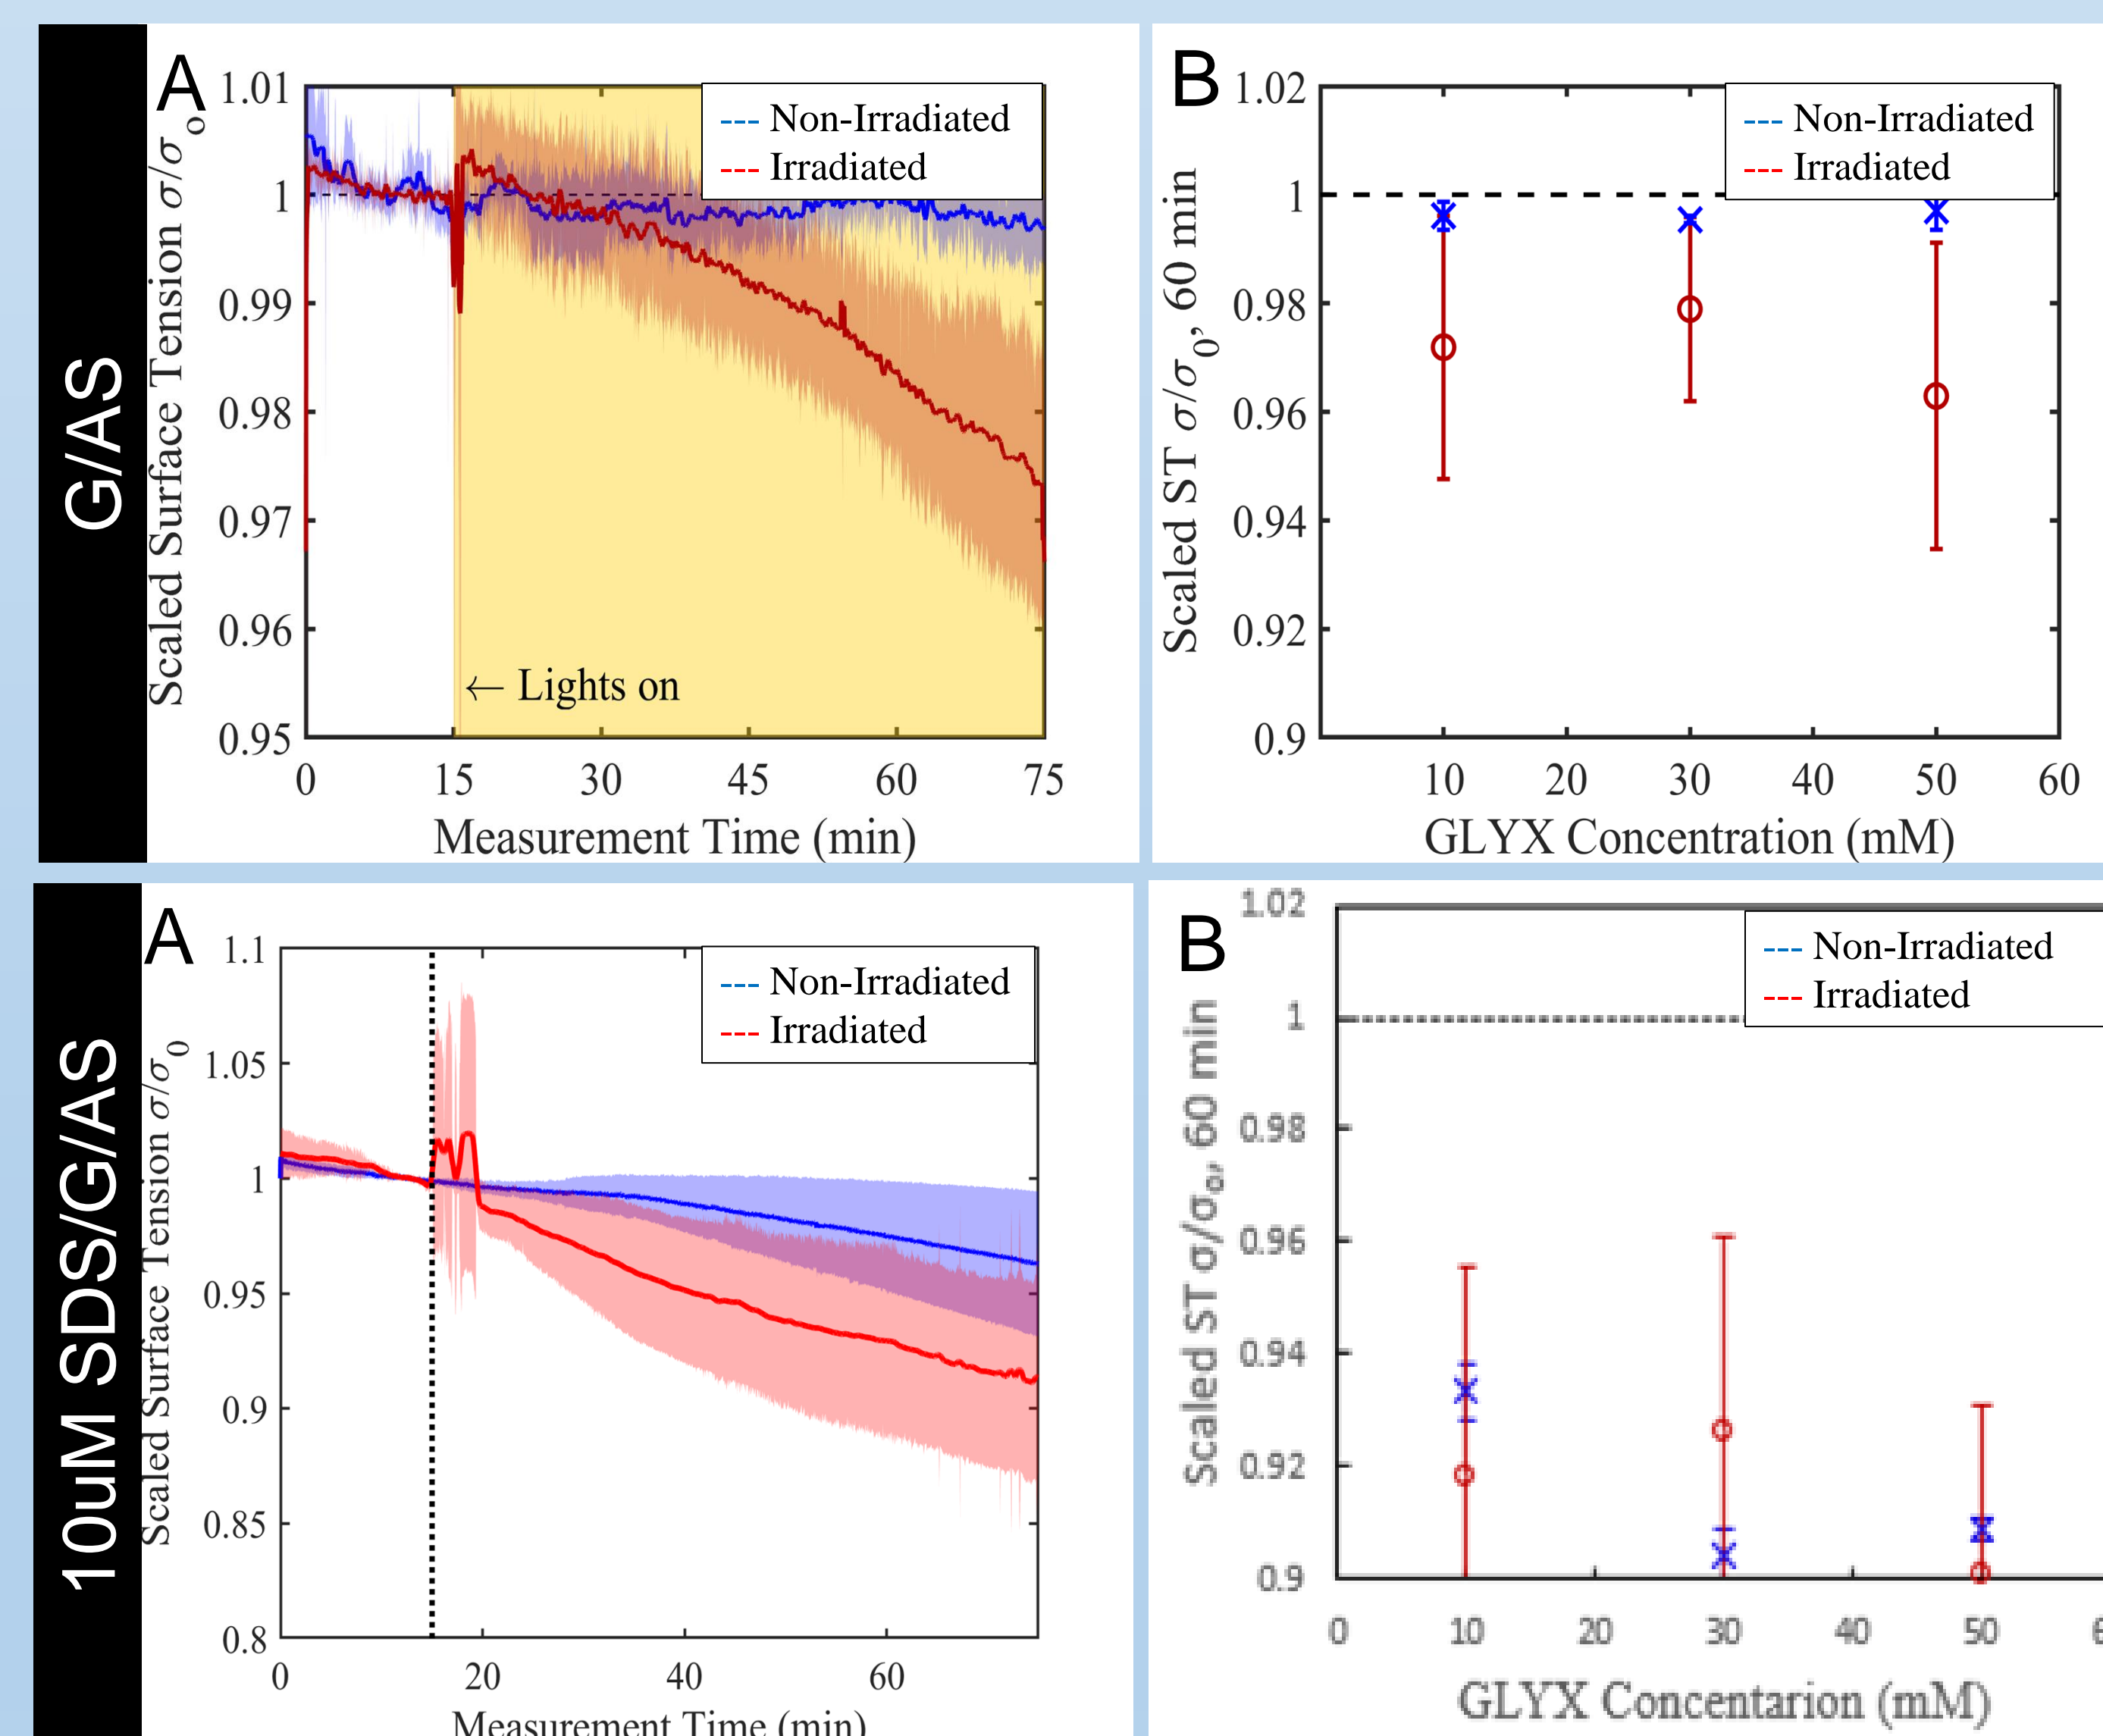 G/AS
A
Scaled Surface Tension σ/σo
1.01
1
0.99
0.98
0.97
0.96
0.95
Non-Irradiated
Irradiated
← Lights on
0 15 30 45 60 75
Measurement Time (min)
B
Scaled ST σ/σ0, 60 min
1.02
1
0.98
0.96
0.94
0.92
0.9
Non-Irradiated
Irradiated
10 20 30 40 50 60
GLYX Concentration (mM)
10uM SDS/G/AS
A
Scaled Surface Tension σ/σ0
1.1
1.05
1
0.95
0.9
0.85
0.8
Non-Irradiated
Irradiated
0 20 40 60
Measurement Time (min)
B
Scaled ST σ/σ0, 60 min
1.02
1
0.98
0.96
0.94
0.92
0.9
Non-Irradiated
Irradiated
0 10 20 30 40 50
GLYX Concentarion (mM)